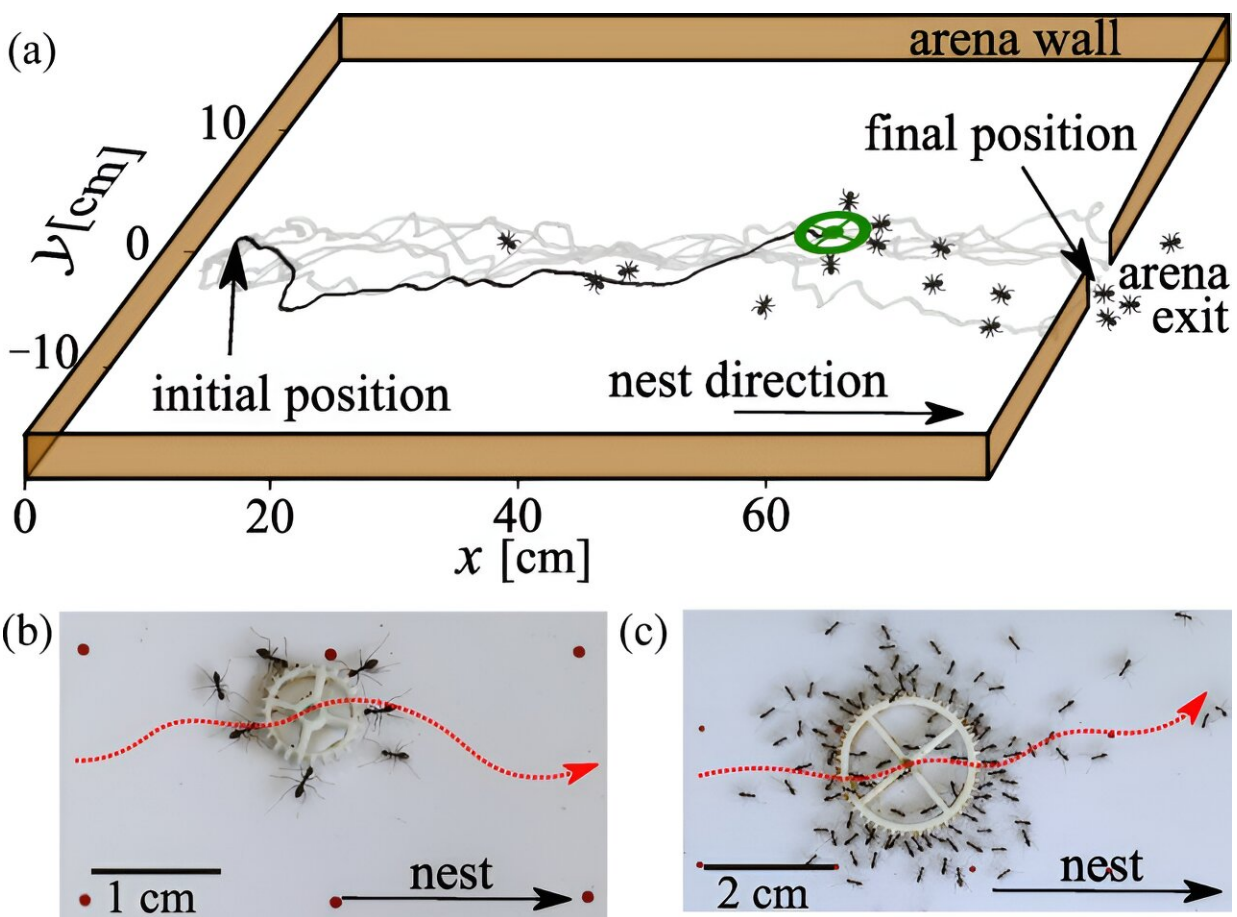 (a)
arena wall
10
final position
y [cm]
0
arena
exit
−10
initial position
nest direction
0
20
40
60
x [cm]
(b)
(c)
nest
1 cm
nest
2 cm